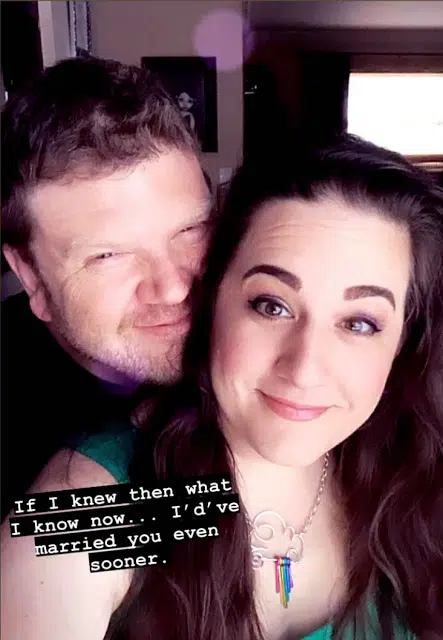 If I knew then what
I know now... I'd've
married you even
sooner.